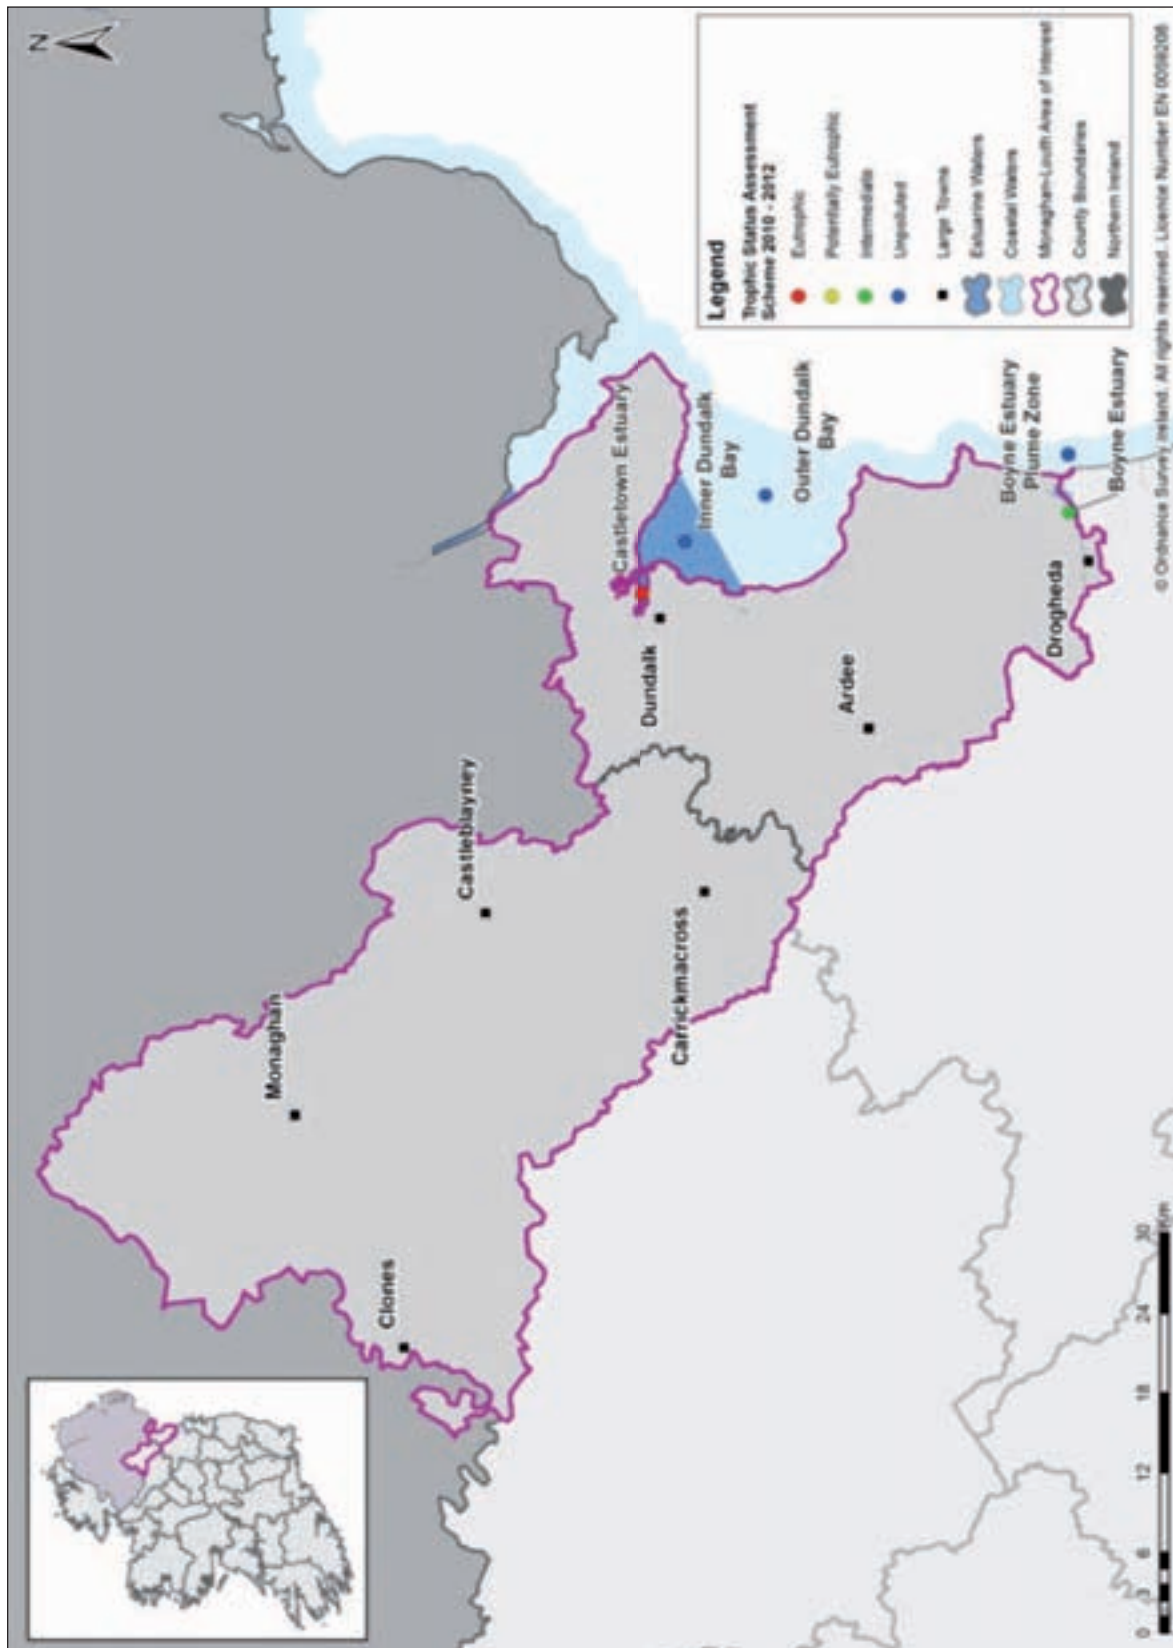 N
Monaghan
Clones
Castleblayney
Carrickmacross
Dundalk
Ardee
Drogheda
Castletown Estuary
Inner Dundalk
Bay
Outer Dundalk
Bay
Boyne Estuary
Plume Zone
Boyne Estuary
Legend
Trophic Status Assessment
Scheme 2010 - 2012
Eutrophic
Potentially Eutrophic
Intermediate
Unpolluted
Large Towns
Estuarine Waters
Coastal Waters
Monaghan-Louth Area of Interest
County Boundaries
Northern Ireland
0 3 6 12 18 24 30
Km
© Ordnance Survey Ireland. All rights reserved. Licence Number EN 0059208